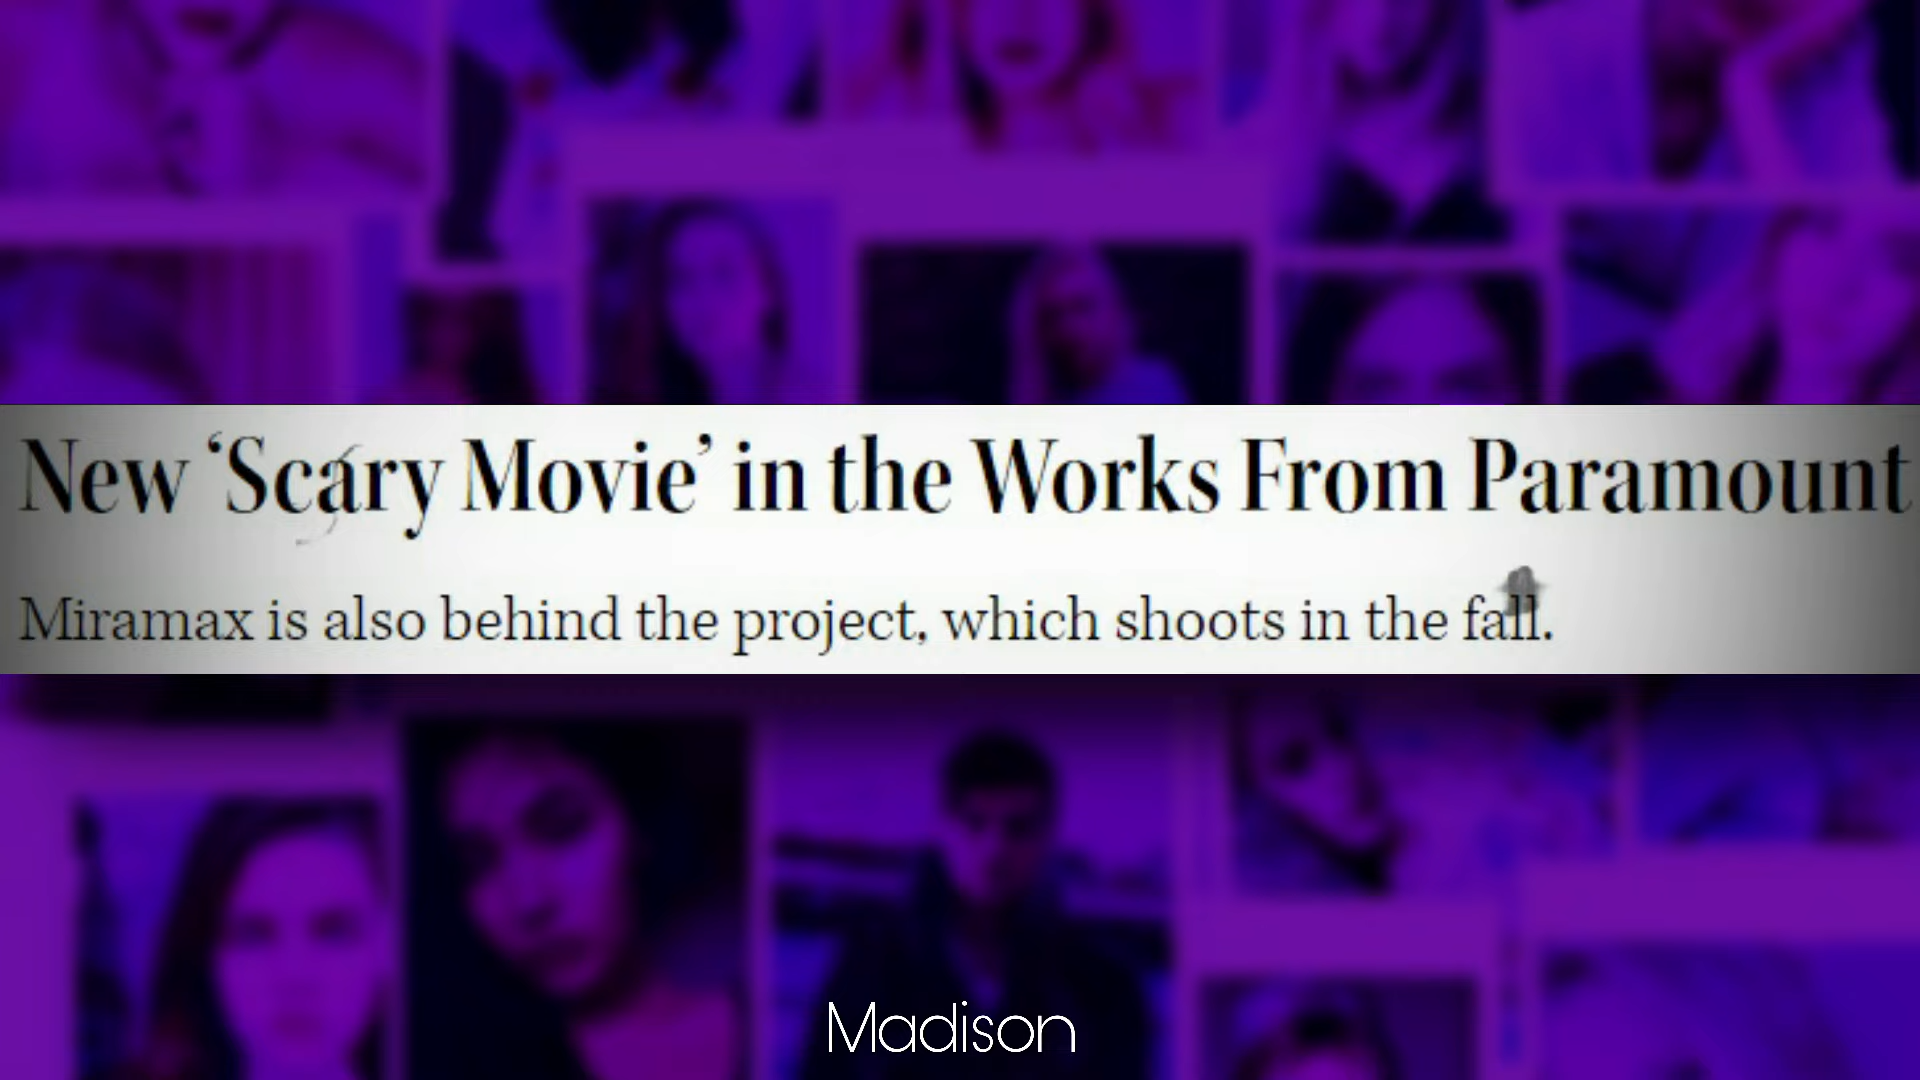 New ‘Scary Movie’ in the Works From Paramount
Miramax is also behind the project, which shoots in the fall.
Madison